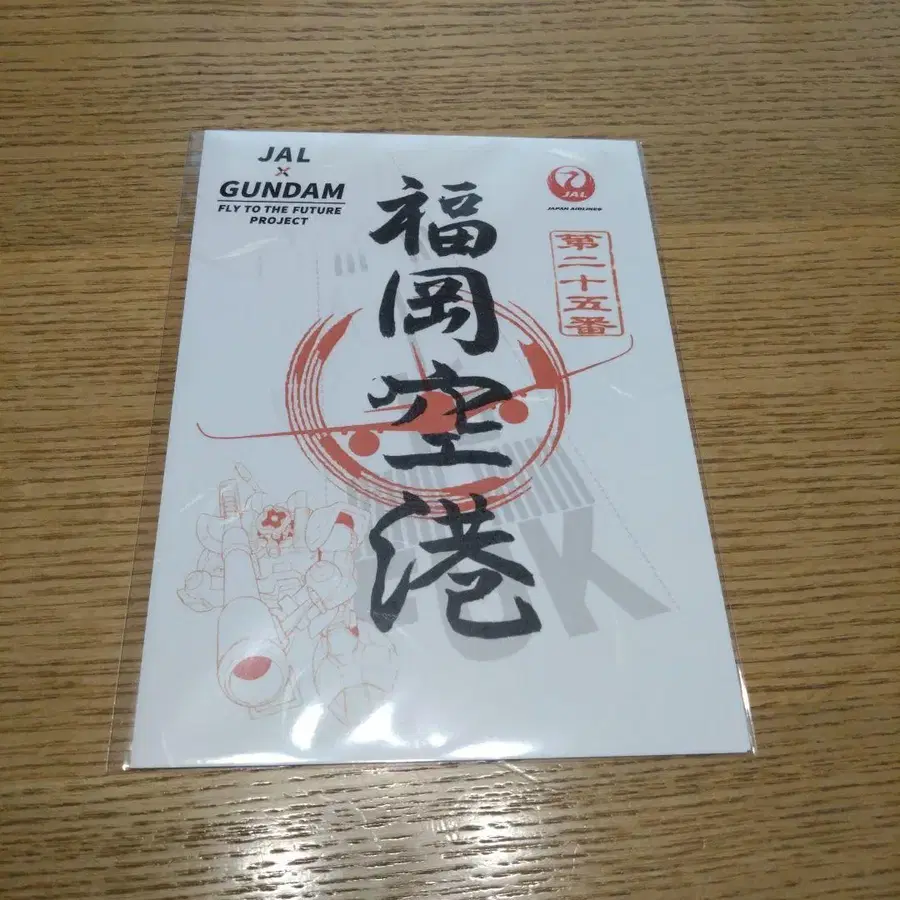 JAL
×
GUNDAM
FLY TO THE FUTURE
PROJECT
JAL
JAPAN AIRLINES
第二十五番
福岡空港
FUK